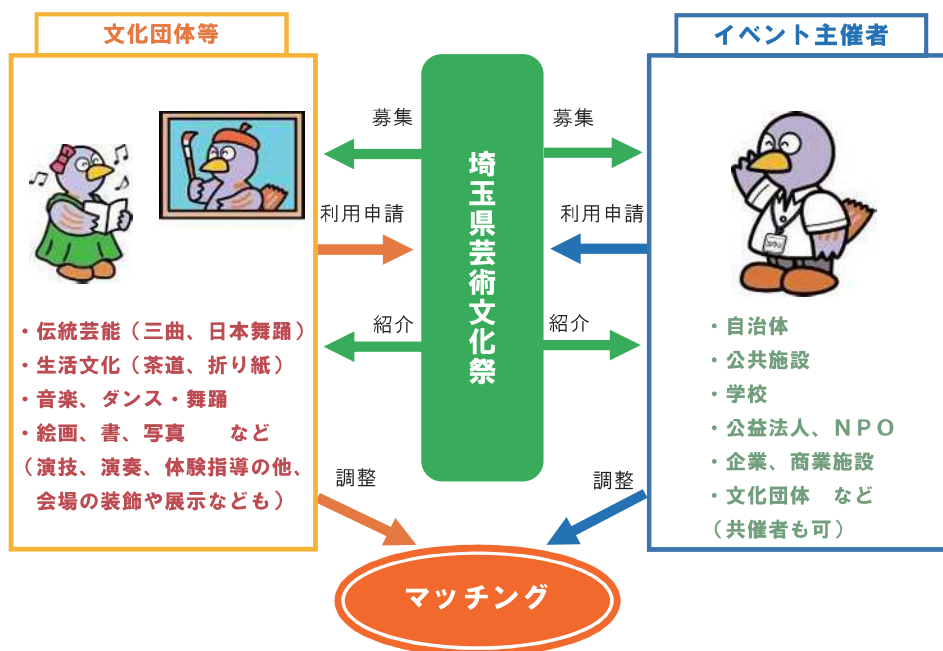 文化団体等
イベント主催者
募集
募集
埼玉県芸術文化祭
利用申請
利用申請
紹介
紹介
・伝統芸能(三曲、日本舞踊)
・生活文化(茶道、折り紙)
・音楽、ダンス・舞踊
・絵画、書、写真　　など
(演技、演奏、体験指導の他、
会場の装飾や展示なども)
・自治体
・公共施設
・学校
・公益法人、ＮＰＯ
・企業、商業施設
・文化団体　など
(共催者も可)
調整
調整
マッチング